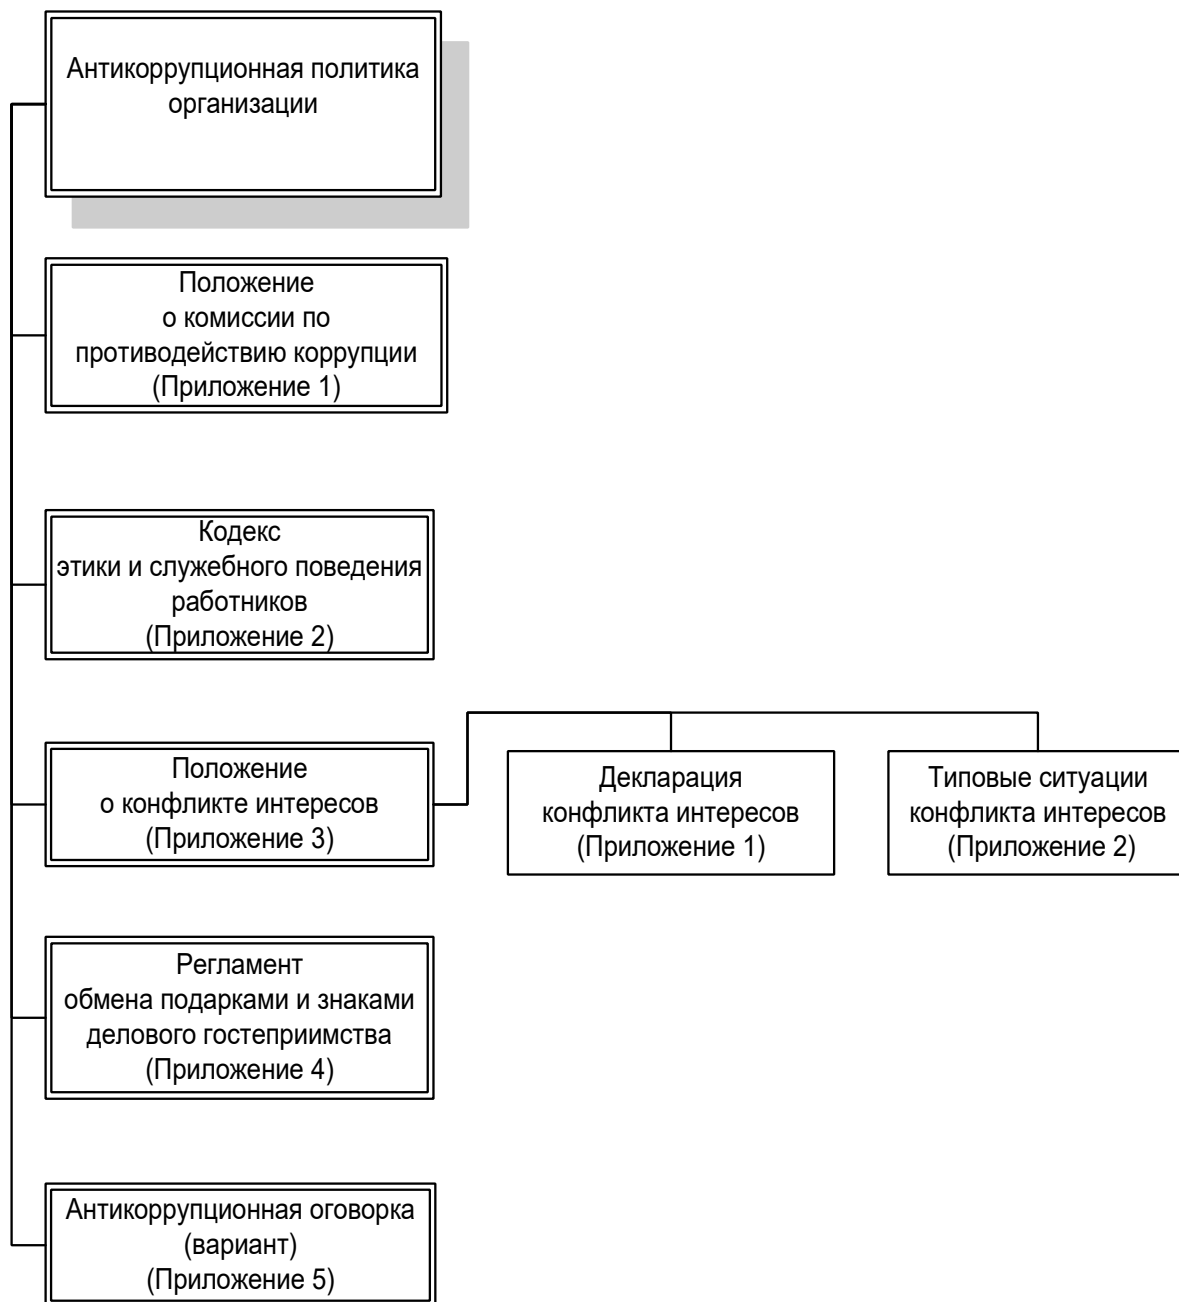 Антикоррупционная политика
организации
Положение
о комиссии по
противодействию коррупции
(Приложение 1)
Кодекс
этики и служебного поведения
работников
(Приложение 2)
Положение
о конфликте интересов
(Приложение 3)
Декларация
конфликта интересов
(Приложение 1)
Типовые ситуации
конфликта интересов
(Приложение 2)
Регламент
обмена подарками и знаками
делового гостеприимства
(Приложение 4)
Антикоррупционная оговорка
(вариант)
(Приложение 5)